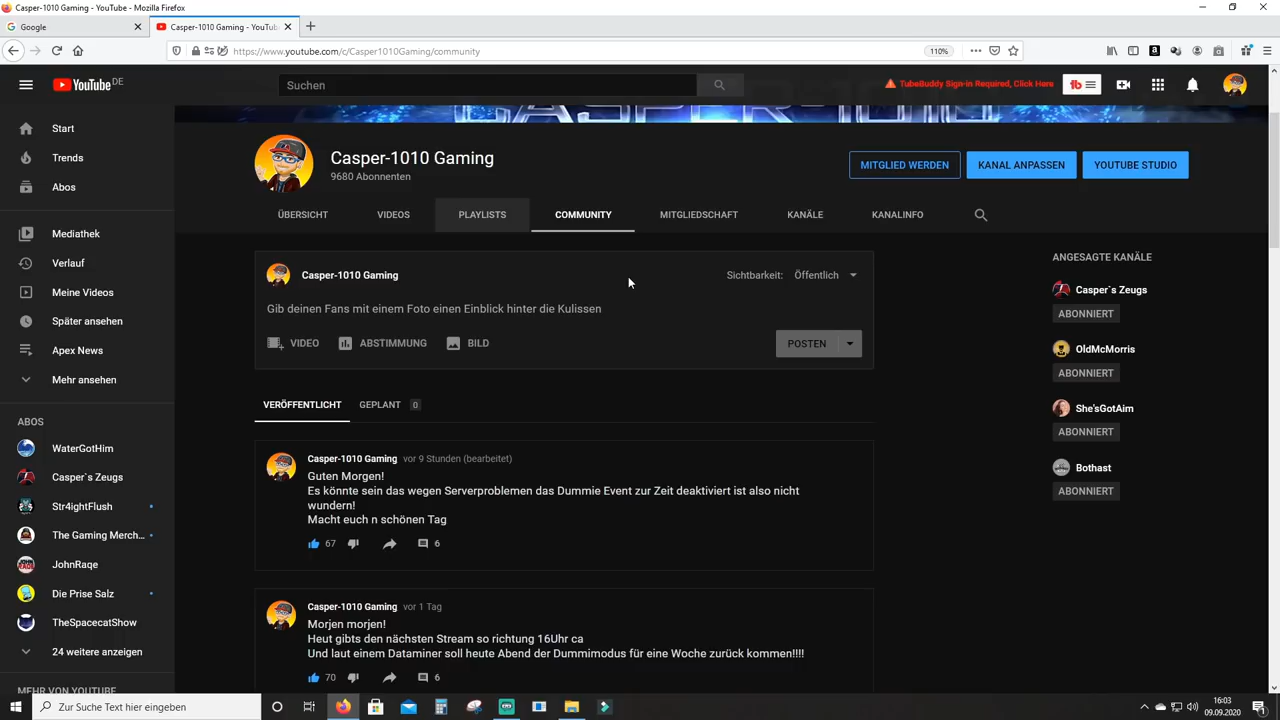 Casper-1010 Gaming - YouTube - Mozilla Firefox
Google
Casper-1010 Gaming - YouTub
https://www.youtube.com/c/Casper1010Gaming/community
110%
YouTube DE
Suchen
TubeBuddy Sign-in Required, Click Here
tb
CASPER-1010
Start
Trends
Abos
Mediathek
Verlauf
Meine Videos
Später ansehen
Apex News
Mehr ansehen
ABOS
WaterGotHim
Casper`s Zeugs
Str4ightFlush
The Gaming Merch...
JohnRaqe
Die Prise Salz
TheSpacecatShow
24 weitere anzeigen
MEHR VON YOUTUBE
Casper-1010 Gaming
9680 Abonnenten
MITGLIED WERDEN
KANAL ANPASSEN
YOUTUBE STUDIO
ÜBERSICHT
VIDEOS
PLAYLISTS
COMMUNITY
MITGLIEDSCHAFT
KANÄLE
KANALINFO
Casper-1010 Gaming
Sichtbarkeit: Öffentlich
Gib deinen Fans mit einem Foto einen Einblick hinter die Kulissen
VIDEO
ABSTIMMUNG
BILD
POSTEN
VERÖFFENTLICHT
GEPLANT 0
Casper-1010 Gaming vor 9 Stunden (bearbeitet)
Guten Morgen!
Es könnte sein das wegen Serverproblemen das Dummie Event zur Zeit deaktiviert ist also nicht
wundern!
Macht euch n schönen Tag
67
6
Casper-1010 Gaming vor 1 Tag
Morjen morjen!
Heut gibts den nächsten Stream so richtung 16Uhr ca
Und laut einem Dataminer soll heute Abend der Dummimodus für eine Woche zurück kommen!!!!
70
6
ANGESAGTE KANÄLE
Casper`s Zeugs
ABONNIERT
OldMcMorris
ABONNIERT
She'sGotAim
ABONNIERT
Bothast
ABONNIERT
Zur Suche Text hier eingeben
16:03
09.09.2020
1